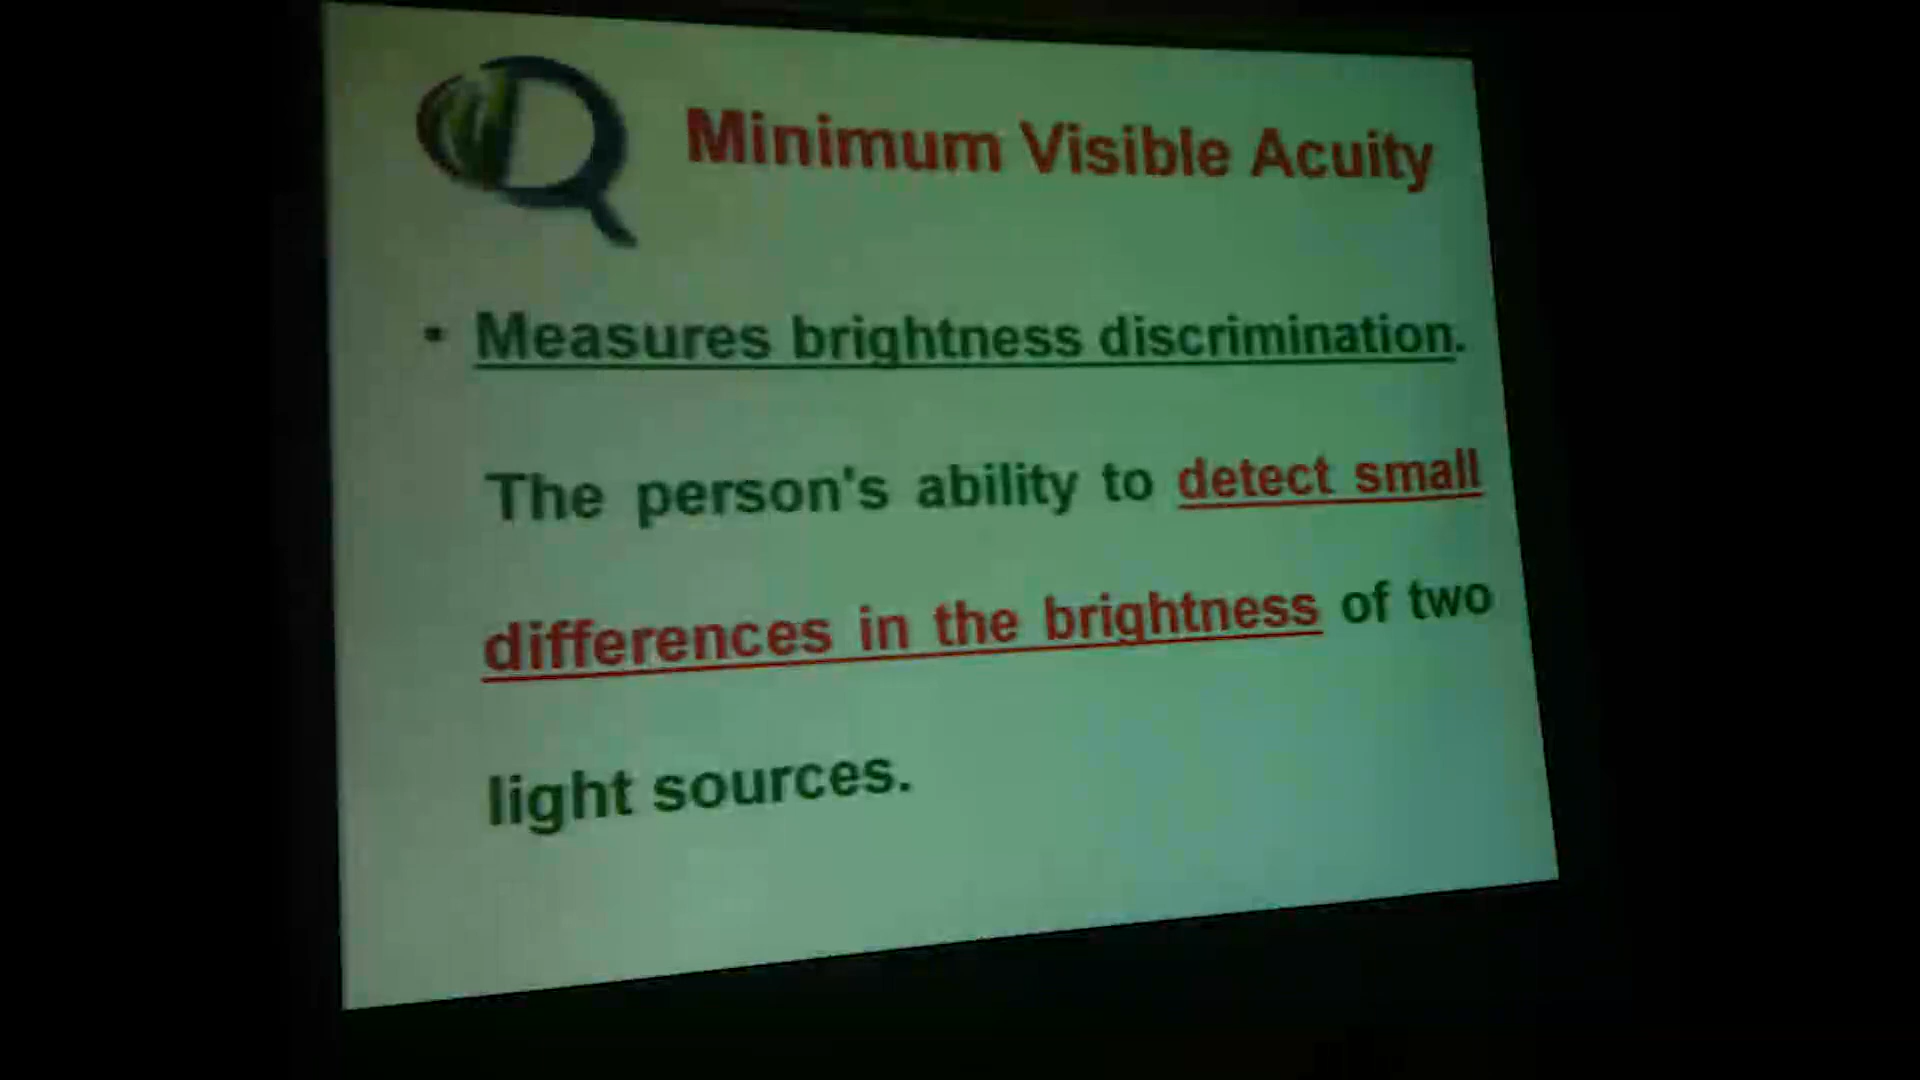 Minimum Visible Acuity
• Measures brightness discrimination.
The person's ability to detect small
differences in the brightness of two
light sources.